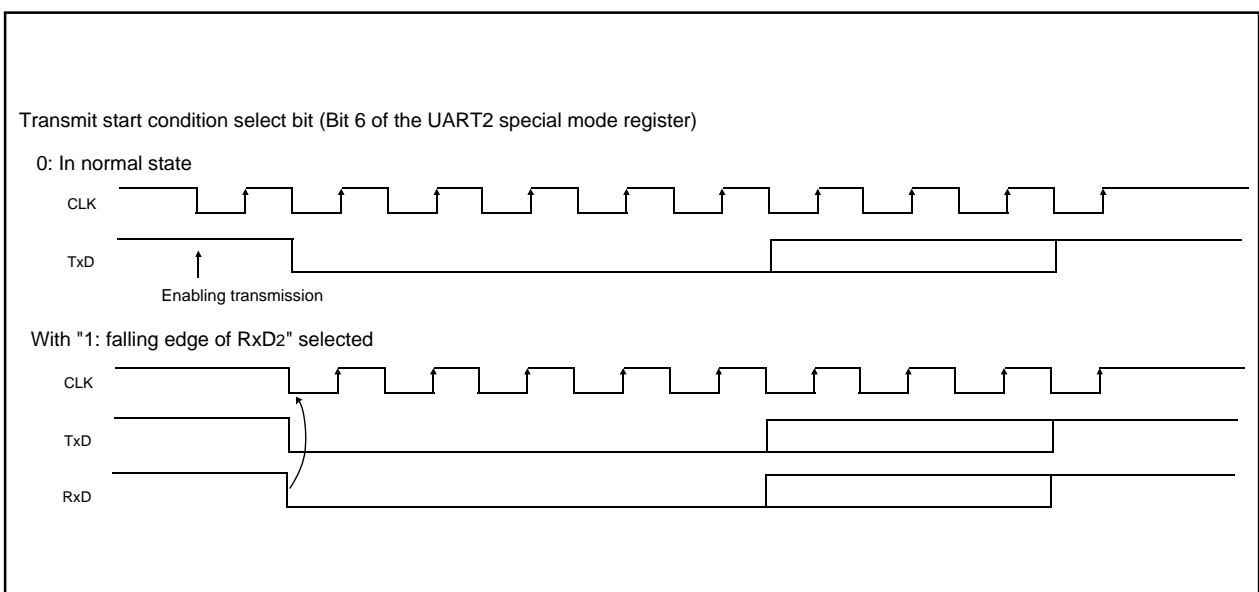 Transmit start condition select bit (Bit 6 of the UART2 special mode register)
0: In normal state
CLK
TxD
Enabling transmission
With "1: falling edge of RxD2" selected
CLK
TxD
RxD